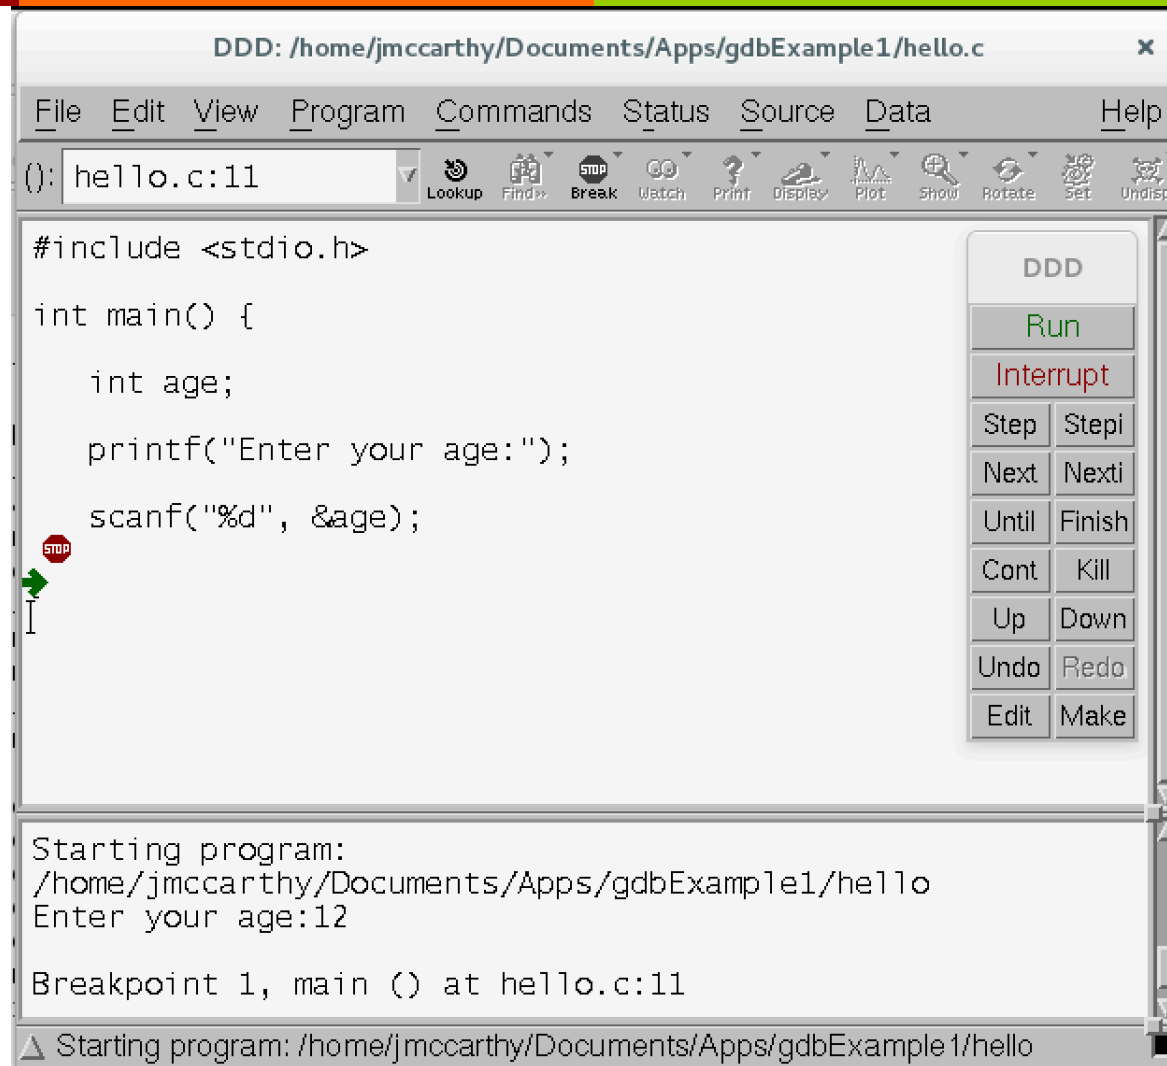 DDD: /home/jmccarthy/Documents/Apps/gdbExample1/hello.c ×
File Edit View Program Commands Status Source Data Help
(): hello.c:11 Lookup Find» Break Watch Print Display Plot Show Rotate Set Undisp
#include <stdio.h>
int main() {
int age;
printf("Enter your age:");
scanf("%d", &age);
STOP
DDD
Run
Interrupt
Step Stepi
Next Nexti
Until Finish
Cont Kill
Up Down
Undo Redo
Edit Make
Starting program:
/home/jmccarthy/Documents/Apps/gdbExample1/hello
Enter your age:12
Breakpoint 1, main () at hello.c:11
Starting program: /home/jmccarthy/Documents/Apps/gdbExample1/hello